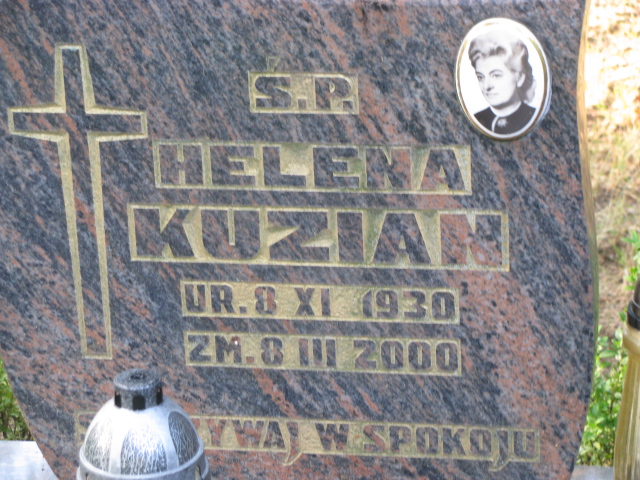 Ś.P.
HELENA
KUZIAN
UR. 8 XI 1930
ZM. 8 III 2000
W SPOKOJU